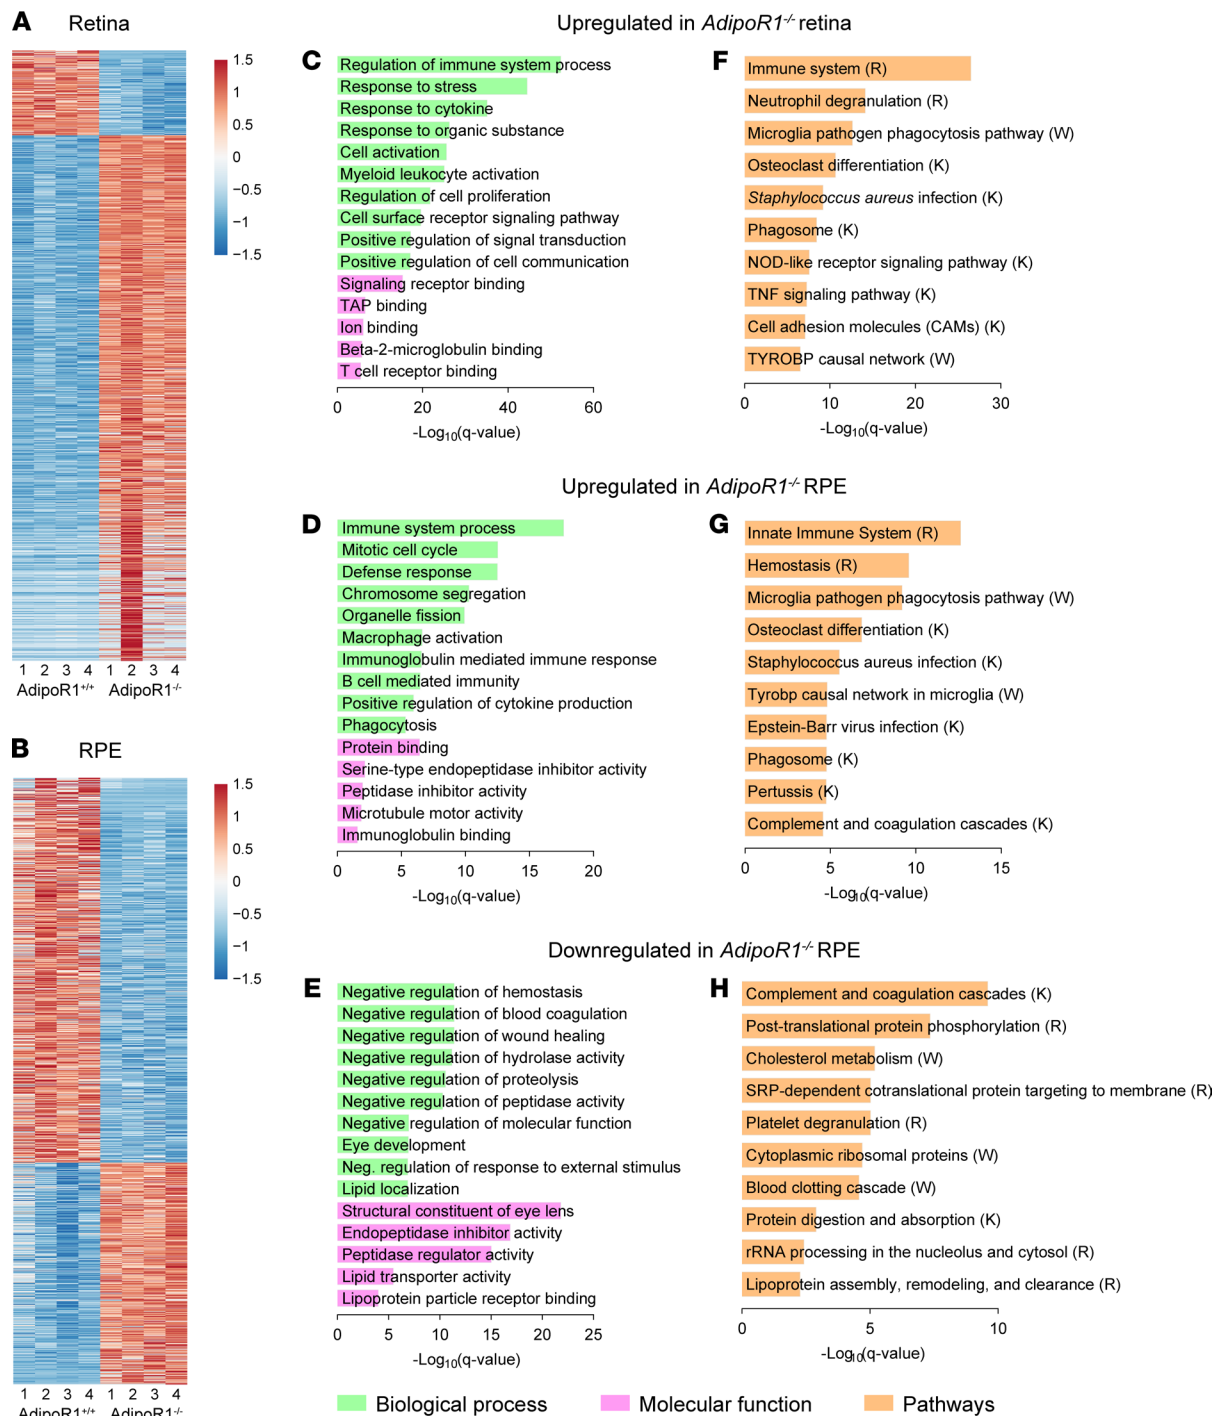 A
Retina
1.5
1
0.5
0
−0.5
−1
−1.5
1 2 3 4 1 2 3 4
AdipoR1+/+ AdipoR1-/-
B
RPE
1.5
1
1.5
0
−0.5
−1
−1.5
1 2 3 4 1 2 3 4
AdipoR1+/+ AdipoR1-/-
Upregulated in AdipoR1-/- retina
C
Regulation of immune system process
Response to stress
Response to cytokine
Response to organic substance
Cell activation
Myeloid leukocyte activation
Regulation of cell proliferation
Cell surface receptor signaling pathway
Positive regulation of signal transduction
Positive regulation of cell communication
Signaling receptor binding
TAP binding
Ion binding
Beta-2-microglobulin binding
T cell receptor binding
0 20 40 60
-Log10(q-value)
F
Immune system (R)
Neutrophil degranulation (R)
Microglia pathogen phagocytosis pathway (W)
Osteoclast differentiation (K)
Staphylococcus aureus infection (K)
Phagosome (K)
NOD-like receptor signaling pathway (K)
TNF signaling pathway (K)
Cell adhesion molecules (CAMs) (K)
TYROBP causal network (W)
0 10 20 30
-Log10(q-value)
Upregulated in AdipoR1-/- RPE
D
Immune system process
Mitotic cell cycle
Defense response
Chromosome segregation
Organelle fission
Macrophage activation
Immunoglobulin mediated immune response
B cell mediated immunity
Positive regulation of cytokine production
Phagocytosis
Protein binding
Serine-type endopeptidase inhibitor activity
Peptidase inhibitor activity
Microtubule motor activity
Immunoglobulin binding
0 5 10 15 20
-Log10(q-value)
G
Innate Immune System (R)
Hemostasis (R)
Microglia pathogen phagocytosis pathway (W)
Osteoclast differentiation (K)
Staphylococcus aureus infection (K)
Tyrobp causal network in microglia (W)
Epstein-Barr virus infection (K)
Phagosome (K)
Pertussis (K)
Complement and coagulation cascades (K)
0 5 10 15
-Log10(q-value)
Downregulated in AdipoR1-/- RPE
E
Negative regulation of hemostasis
Negative regulation of blood coagulation
Negative regulation of wound healing
Negative regulation of hydrolase activity
Negative regulation of proteolysis
Negative regulation of peptidase activity
Negative regulation of molecular function
Eye development
Neg. regulation of response to external stimulus
Lipid localization
Structural constituent of eye lens
Endopeptidase inhibitor activity
Peptidase regulator activity
Lipid transporter activity
Lipoprotein particle receptor binding
0 5 10 15 20 25
-Log10(q-value)
H
Complement and coagulation cascades (K)
Post-translational protein phosphorylation (R)
Cholesterol metabolism (W)
SRP-dependent cotranslational protein targeting to membrane (R)
Platelet degranulation (R)
Cytoplasmic ribosomal proteins (W)
Blood clotting cascade (W)
Protein digestion and absorption (K)
rRNA processing in the nucleolus and cytosol (R)
Lipoprotein assembly, remodeling, and clearance (R)
0 5 10
-Log10(q-value)
Biological process Molecular function Pathways